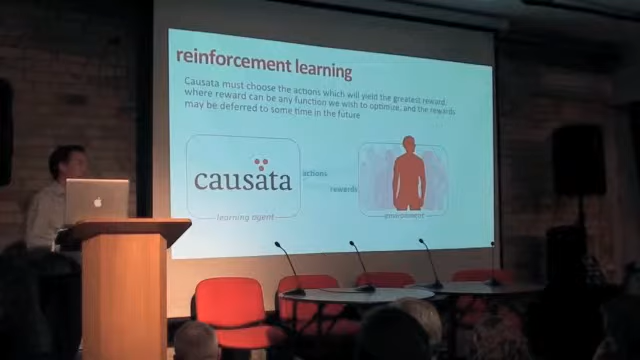 reinforcement learning
Causata must choose the actions which will yield the greatest reward,
where reward can be any function we wish to optimize, and the rewards
may be deferred to some time in the future
causata
actions
rewards
learning agent
environment